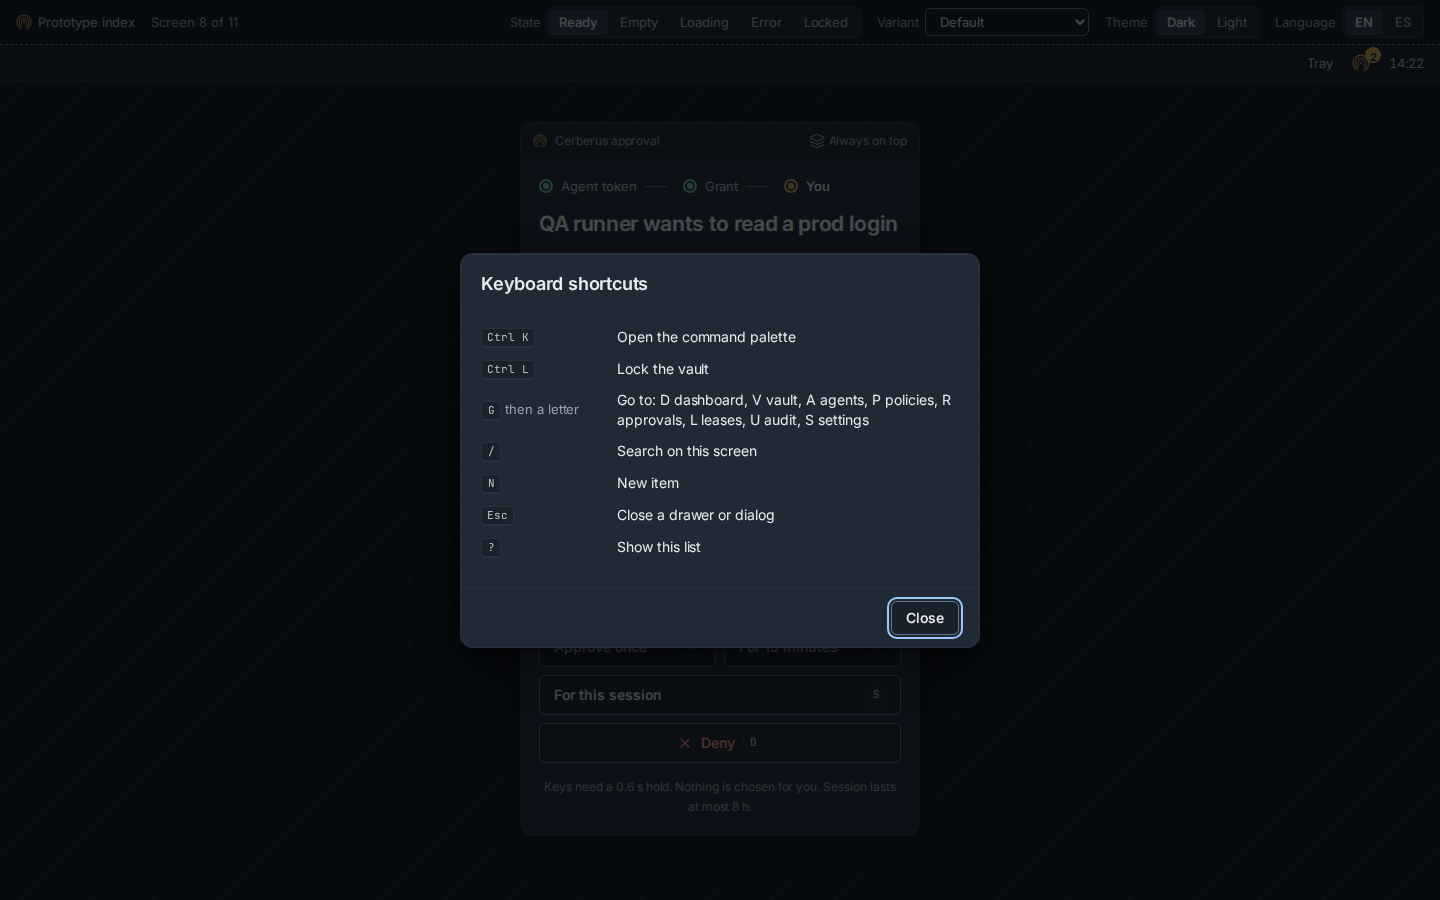 Prototype index Screen 8 of 11 State Ready Empty Loading Error Locked Variant Default Theme Dark Light Language EN ES
Tray 2 14:22
Cerberus approval Always on top
Agent token Grant You
QA runner wants to read a prod login
Keyboard shortcuts
Ctrl K Open the command palette
Ctrl L Lock the vault
G then a letter Go to: D dashboard, V vault, A agents, P policies, R
approvals, L leases, U audit, S settings
/ Search on this screen
N New item
Esc Close a drawer or dialog
? Show this list
Close
Approve once For 15 minutes
For this session S
Deny D
Keys need a 0.6 s hold. Nothing is chosen for you. Session lasts
at most 8 h.